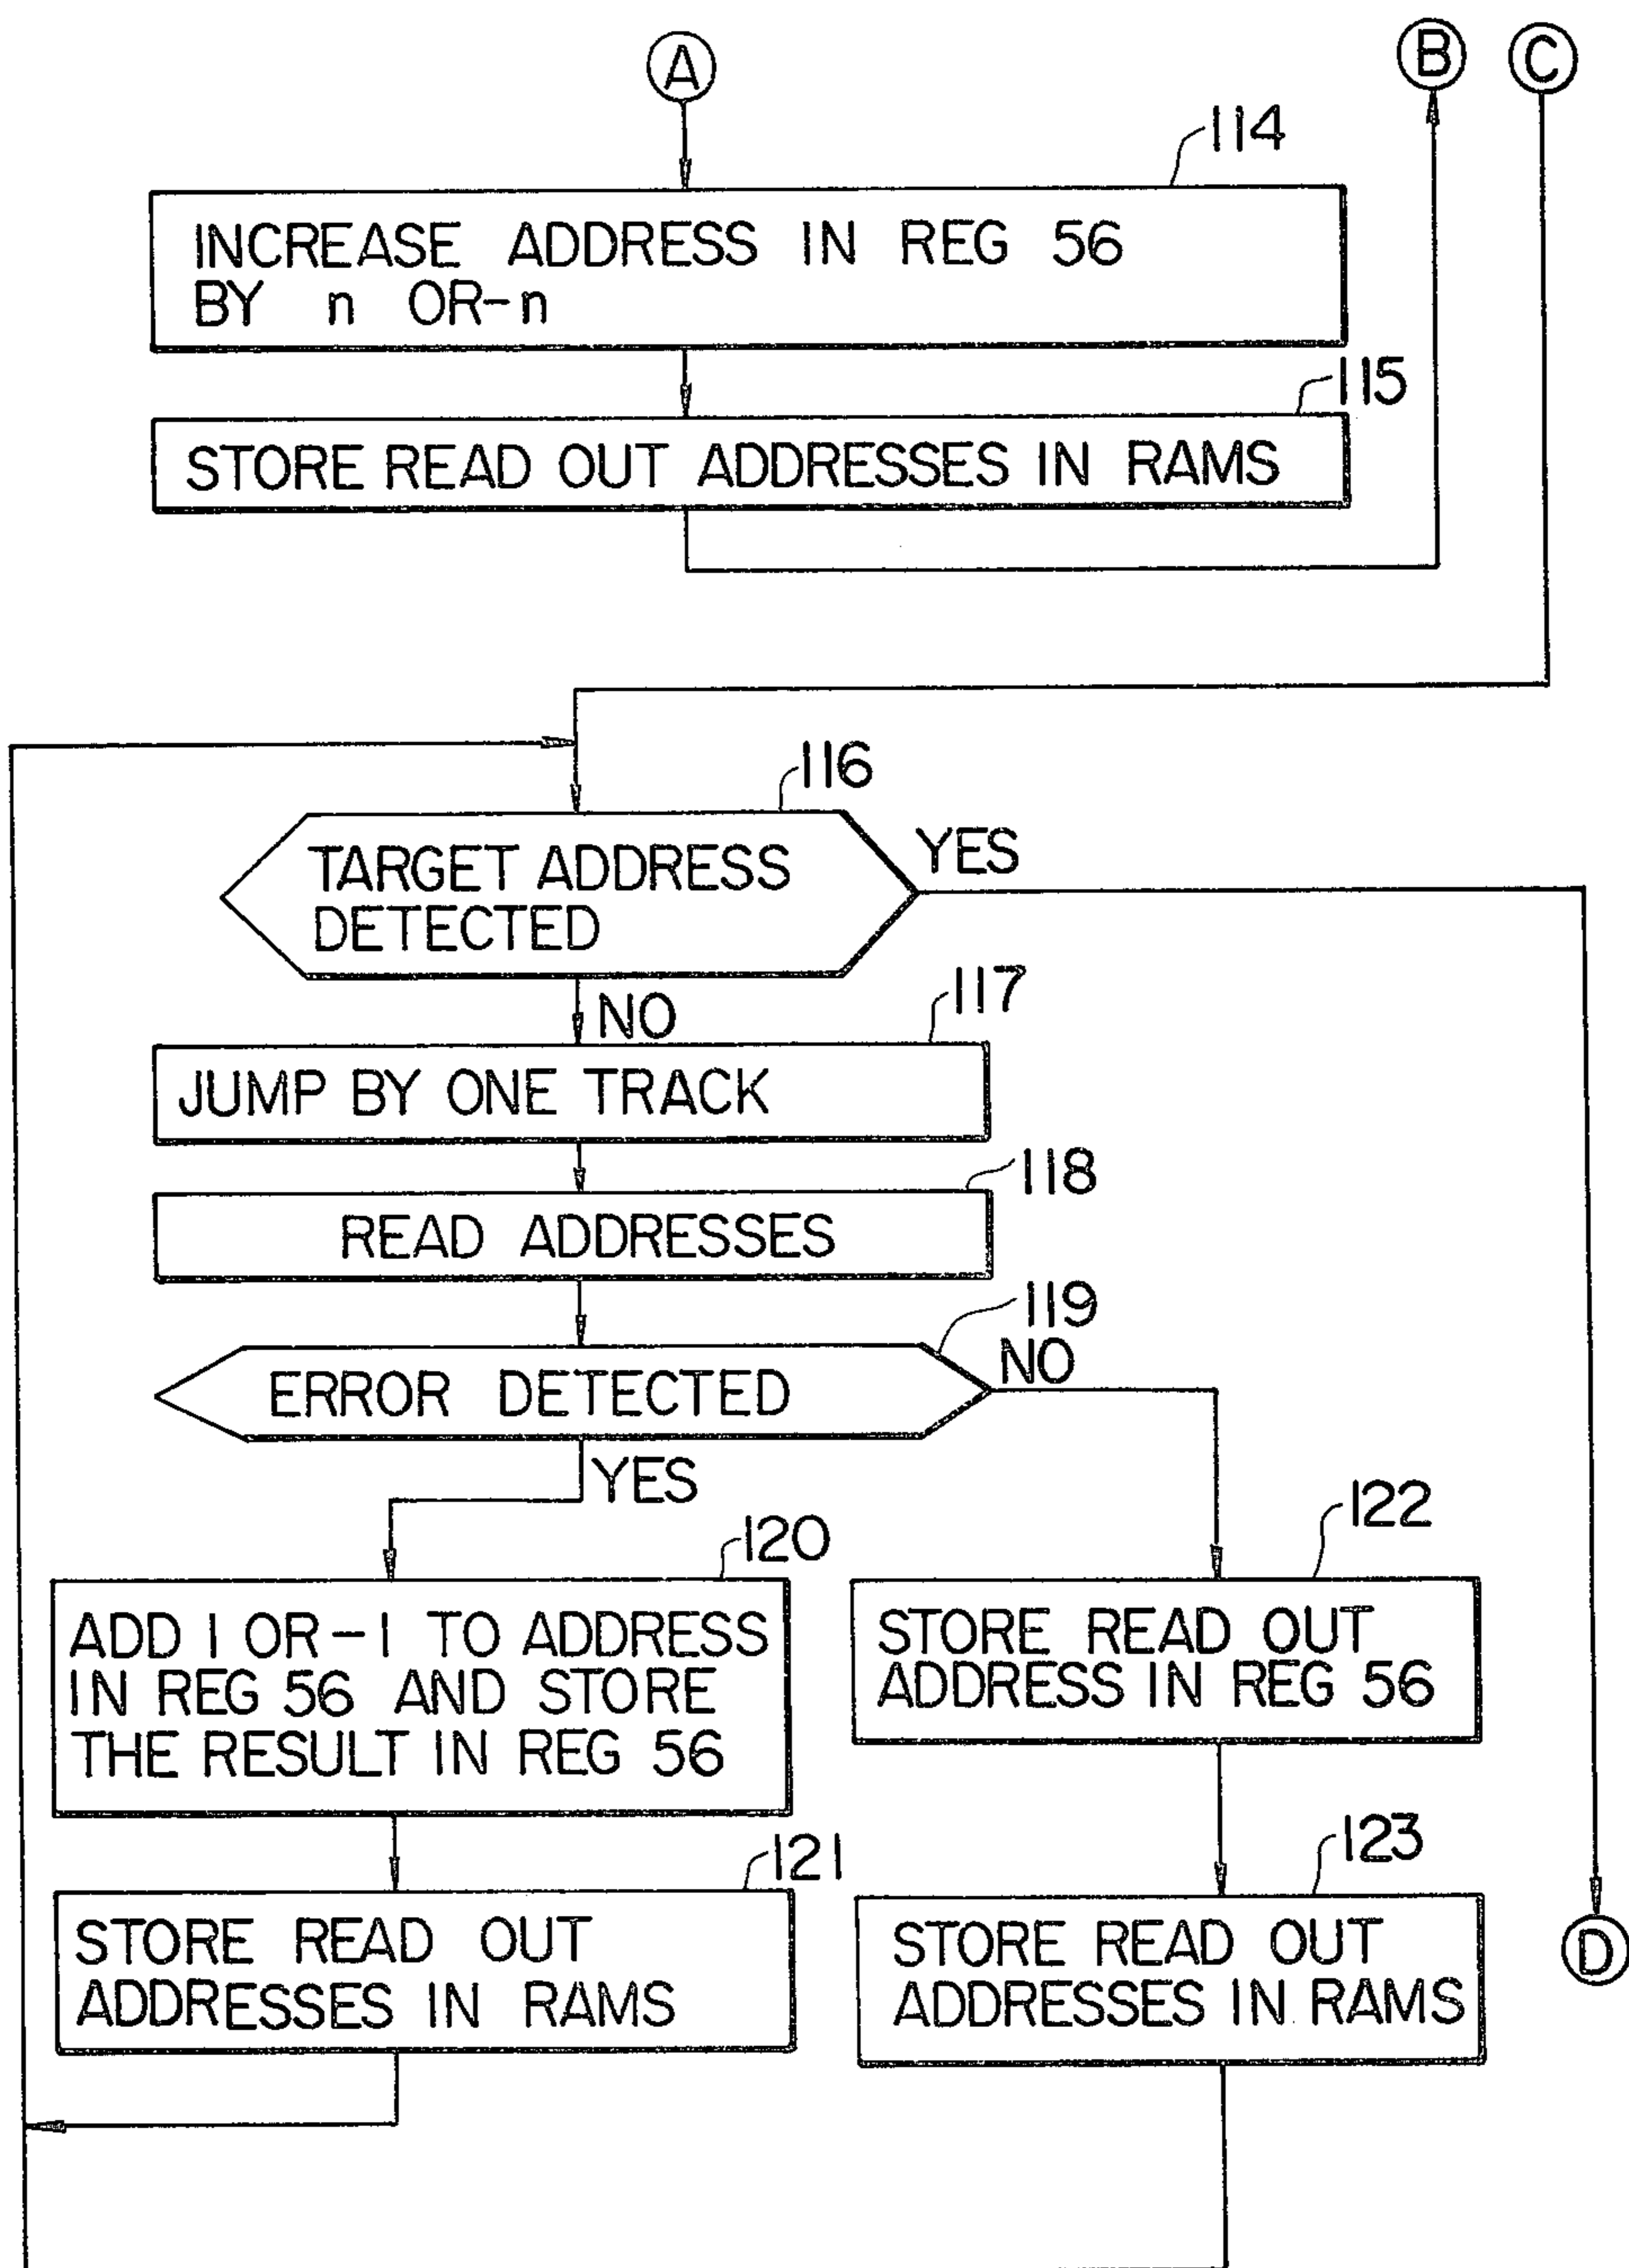 A
B
C
114
INCREASE ADDRESS IN REG 56
BY n OR-n
115
STORE READ OUT ADDRESSES IN RAMS
116
TARGET ADDRESS
DETECTED
YES
NO
117
JUMP BY ONE TRACK
118
READ ADDRESSES
119
ERROR DETECTED
NO
YES
120
ADD 1 OR -1 TO ADDRESS
IN REG 56 AND STORE
THE RESULT IN REG 56
122
STORE READ OUT
ADDRESS IN REG 56
121
STORE READ OUT
ADDRESSES IN RAMS
123
STORE READ OUT
ADDRESSES IN RAMS
D